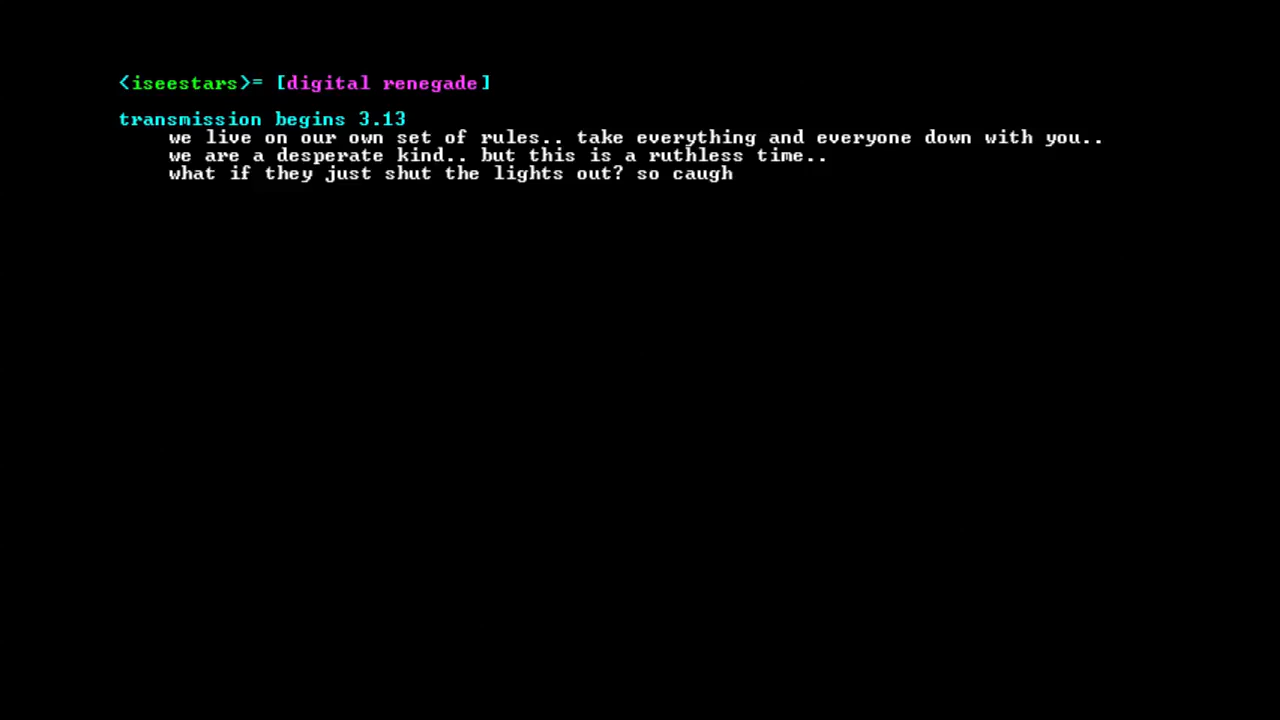 <iseestars>= [digital renegade]
transmission begins 3.13
we live on our own set of rules.. take everything and everyone down with you..
we are a desperate kind.. but this is a ruthless time..
what if they just shut the lights out? so caugh